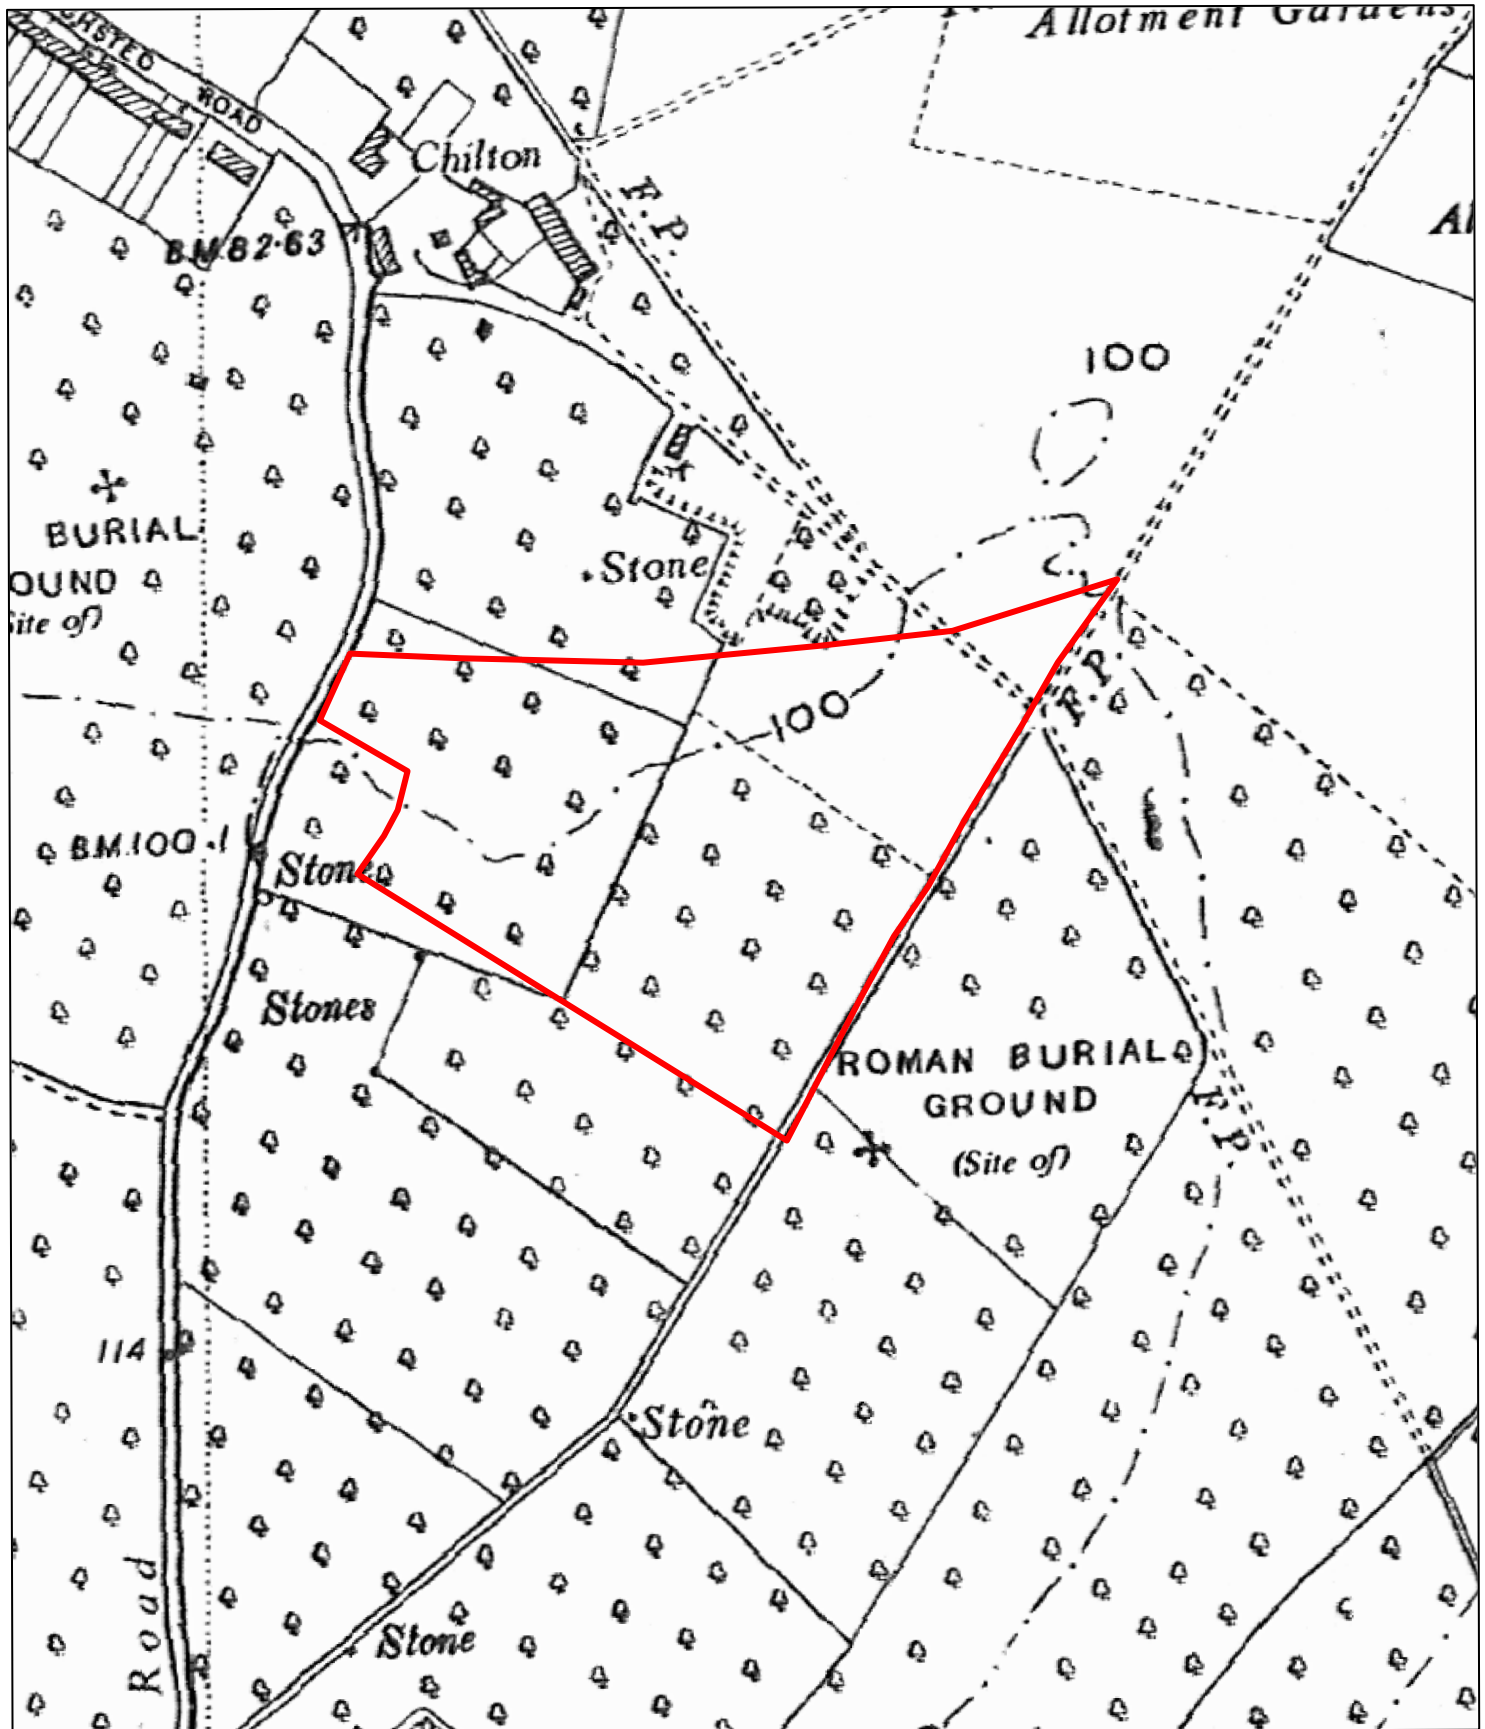 Allotment Gardens
ROAD
Chilton
F.P.
B.M.82·63
100
BURIAL
Stone
(Site of)
F.P.
100
B.M.100·1
Stone
Stones
ROMAN BURIAL
GROUND
(Site of)
F.P.
114
Stone
Road
Stone